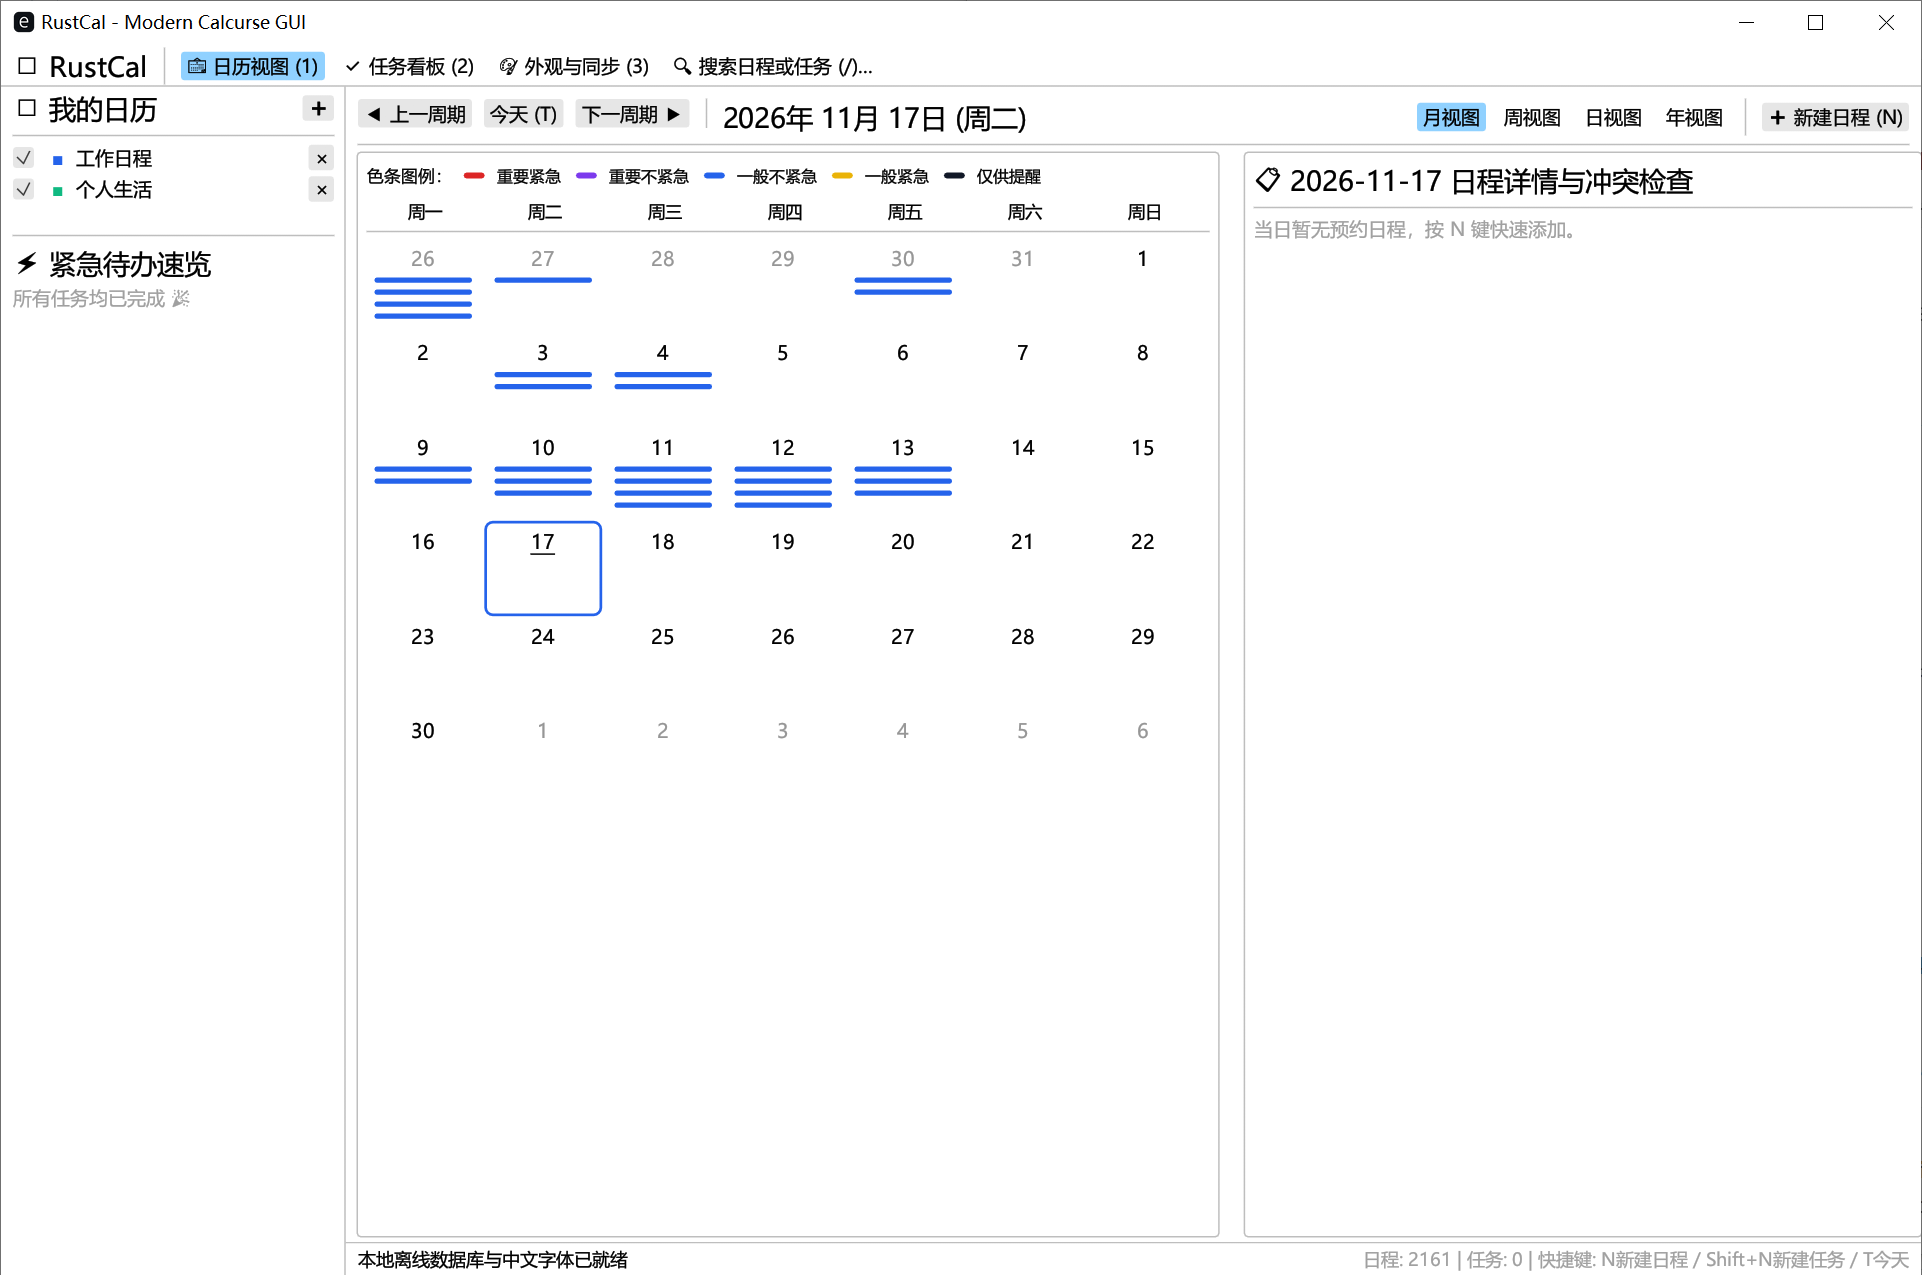 RustCal - Modern Calcurse GUI
RustCal 日历视图 (1) 任务看板 (2) 外观与同步 (3) 搜索日程或任务 (/)...
我的日历 +
工作日程 ×
个人生活 ×
紧急待办速览
所有任务均已完成
◀ 上一周期 今天 (T) 下一周期 ▶ 2026年 11月 17日 (周二) 月视图 周视图 日视图 年视图 + 新建日程 (N)
色条图例: 重要紧急 重要不紧急 一般不紧急 一般紧急 仅供提醒
周一 周二 周三 周四 周五 周六 周日
26 27 28 29 30 31 1
2 3 4 5 6 7 8
9 10 11 12 13 14 15
16 17 18 19 20 21 22
23 24 25 26 27 28 29
30 1 2 3 4 5 6
2026-11-17 日程详情与冲突检查
当日暂无预约日程，按 N 键快速添加。
本地离线数据库与中文字体已就绪
日程: 2161 | 任务: 0 | 快捷键: N新建日程 / Shift+N新建任务 / T今天